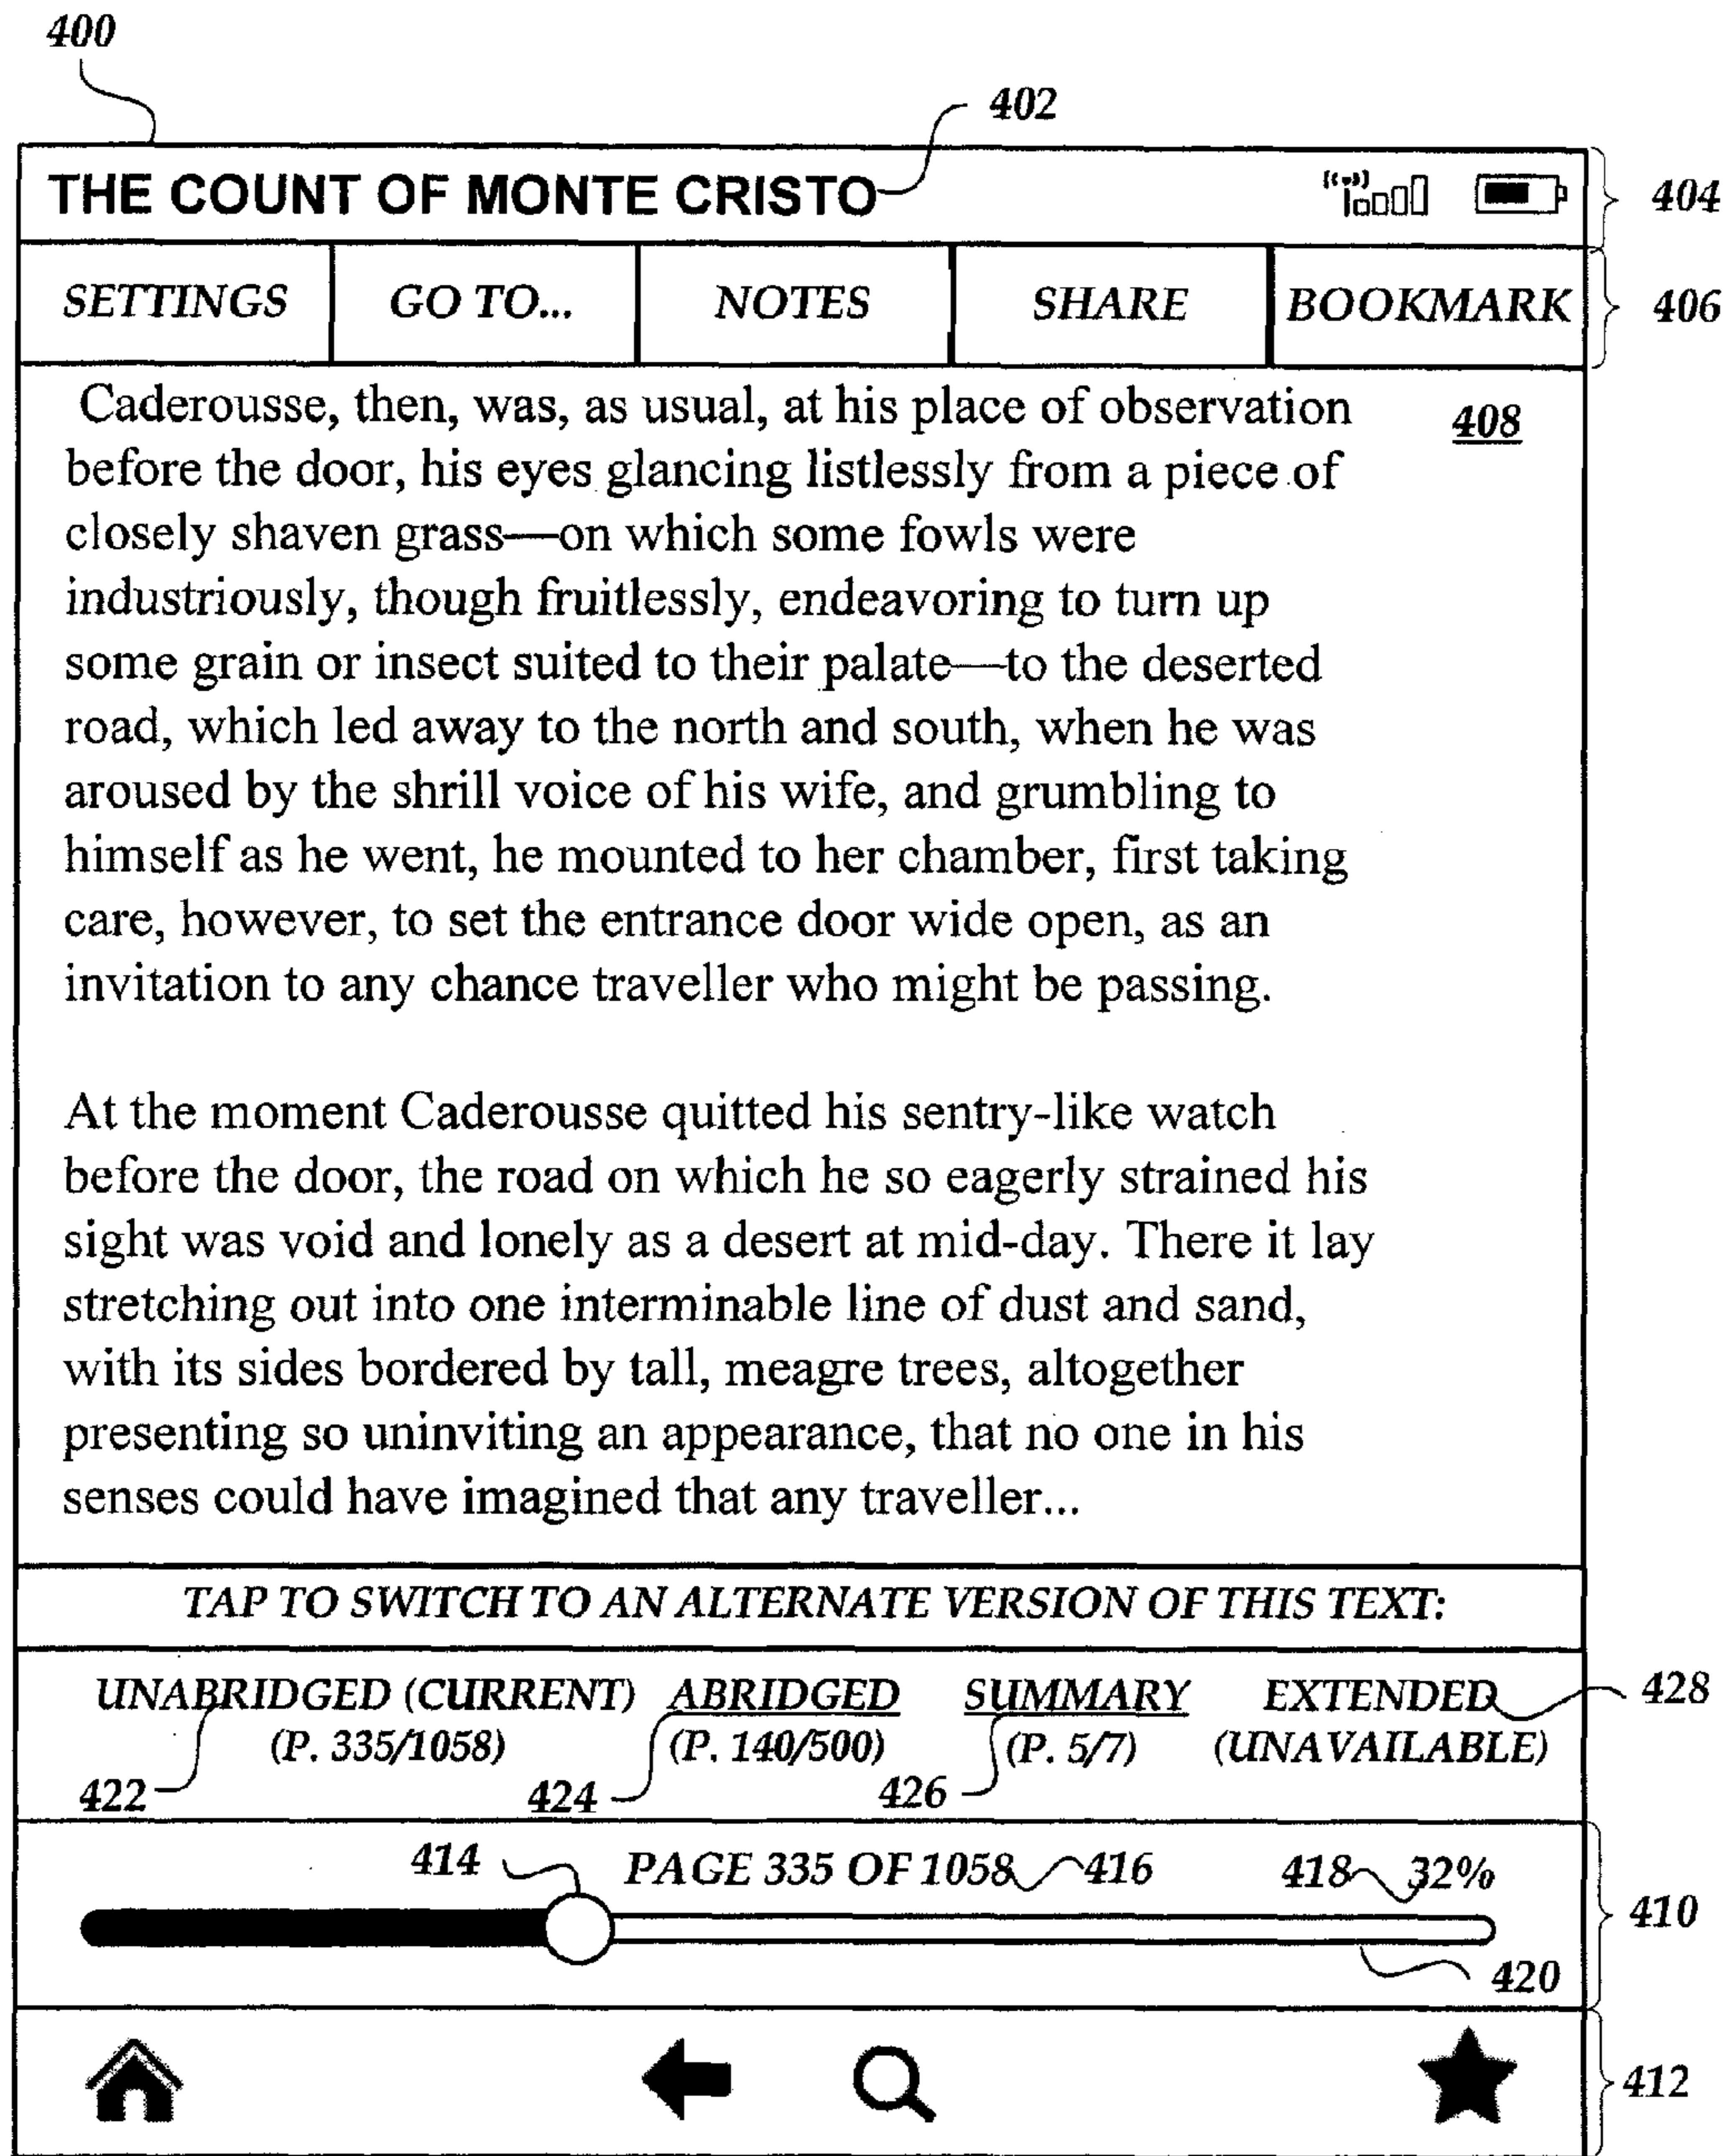 400
402
THE COUNT OF MONTE CRISTO
404
SETTINGS GO TO... NOTES SHARE BOOKMARK
406
408
Caderousse, then, was, as usual, at his place of observation
before the door, his eyes glancing listlessly from a piece of
closely shaven grass—on which some fowls were
industriously, though fruitlessly, endeavoring to turn up
some grain or insect suited to their palate—to the deserted
road, which led away to the north and south, when he was
aroused by the shrill voice of his wife, and grumbling to
himself as he went, he mounted to her chamber, first taking
care, however, to set the entrance door wide open, as an
invitation to any chance traveller who might be passing.
At the moment Caderousse quitted his sentry-like watch
before the door, the road on which he so eagerly strained his
sight was void and lonely as a desert at mid-day. There it lay
stretching out into one interminable line of dust and sand,
with its sides bordered by tall, meagre trees, altogether
presenting so uninviting an appearance, that no one in his
senses could have imagined that any traveller...
TAP TO SWITCH TO AN ALTERNATE VERSION OF THIS TEXT:
UNABRIDGED (CURRENT) ABRIDGED SUMMARY EXTENDED 428
(P. 335/1058) (P. 140/500) (P. 5/7) (UNAVAILABLE)
422 424 426
414 PAGE 335 OF 1058 416 418 32%
410
420
412